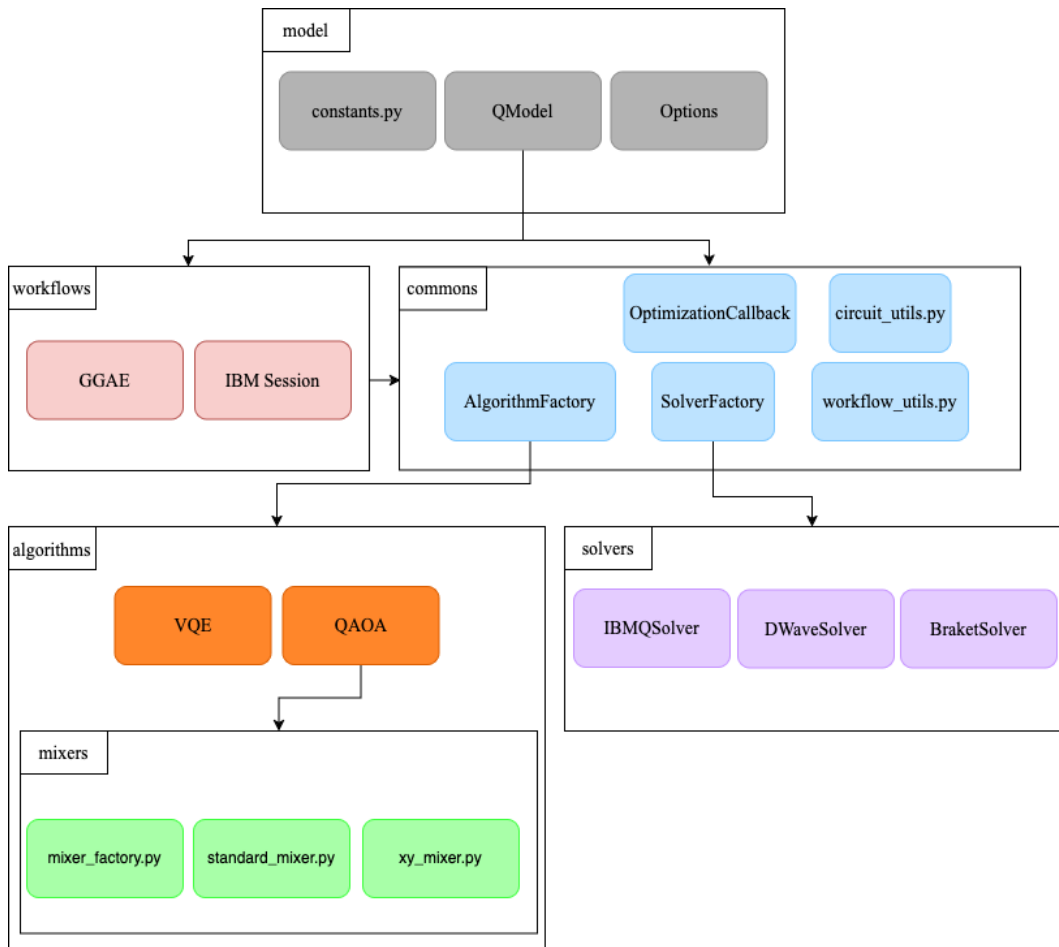 model
constants.py
QModel
Options
workflows
GGAE
IBM Session
commons
OptimizationCallback
circuit_utils.py
AlgorithmFactory
SolverFactory
workflow_utils.py
algorithms
VQE
QAOA
mixers
mixer_factory.py
standard_mixer.py
xy_mixer.py
solvers
IBMQSolver
DWaveSolver
BraketSolver